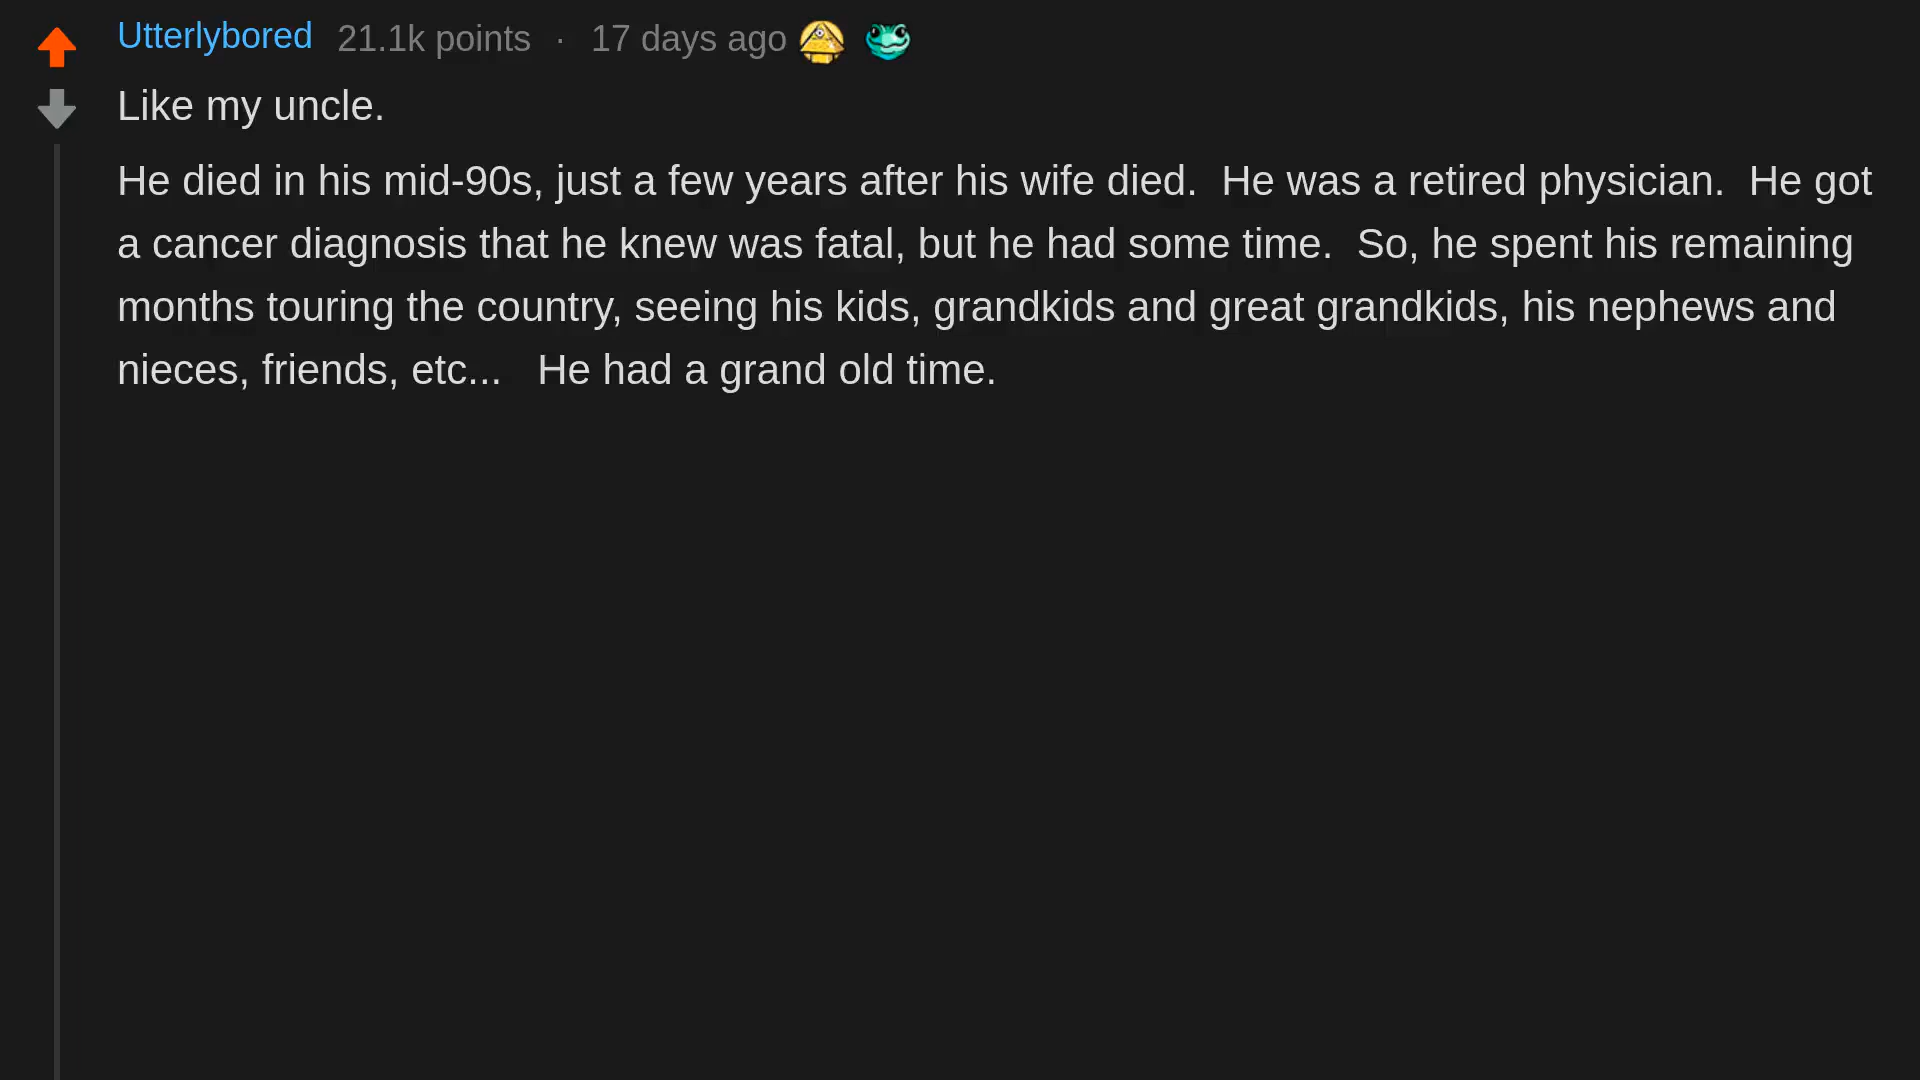 Utterlybored 21.1k points · 17 days ago
Like my uncle.
He died in his mid-90s, just a few years after his wife died.  He was a retired physician.  He got
a cancer diagnosis that he knew was fatal, but he had some time.  So, he spent his remaining
months touring the country, seeing his kids, grandkids and great grandkids, his nephews and
nieces, friends, etc...   He had a grand old time.